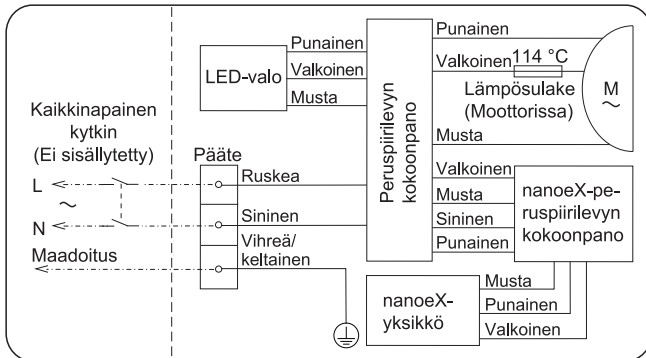 LED-valo
Punainen
Valkoinen
Musta
Peruspiirilevyn
kokoonpano
Punainen
Valkoinen
114 °C
Lämpösulake
(Moottorissa)
M
~
Musta
Kaikkinapainen
kytkin
(Ei sisällytetty)
L
~
N
Maadoitus
Pääte
Ruskea
Sininen
Vihreä/
keltainen
Valkoinen
Musta
Sininen
Punainen
nanoeX-pe-
ruspiirilevyn
kokoonpano
nanoeX-
yksikkö
Musta
Punainen
Valkoinen